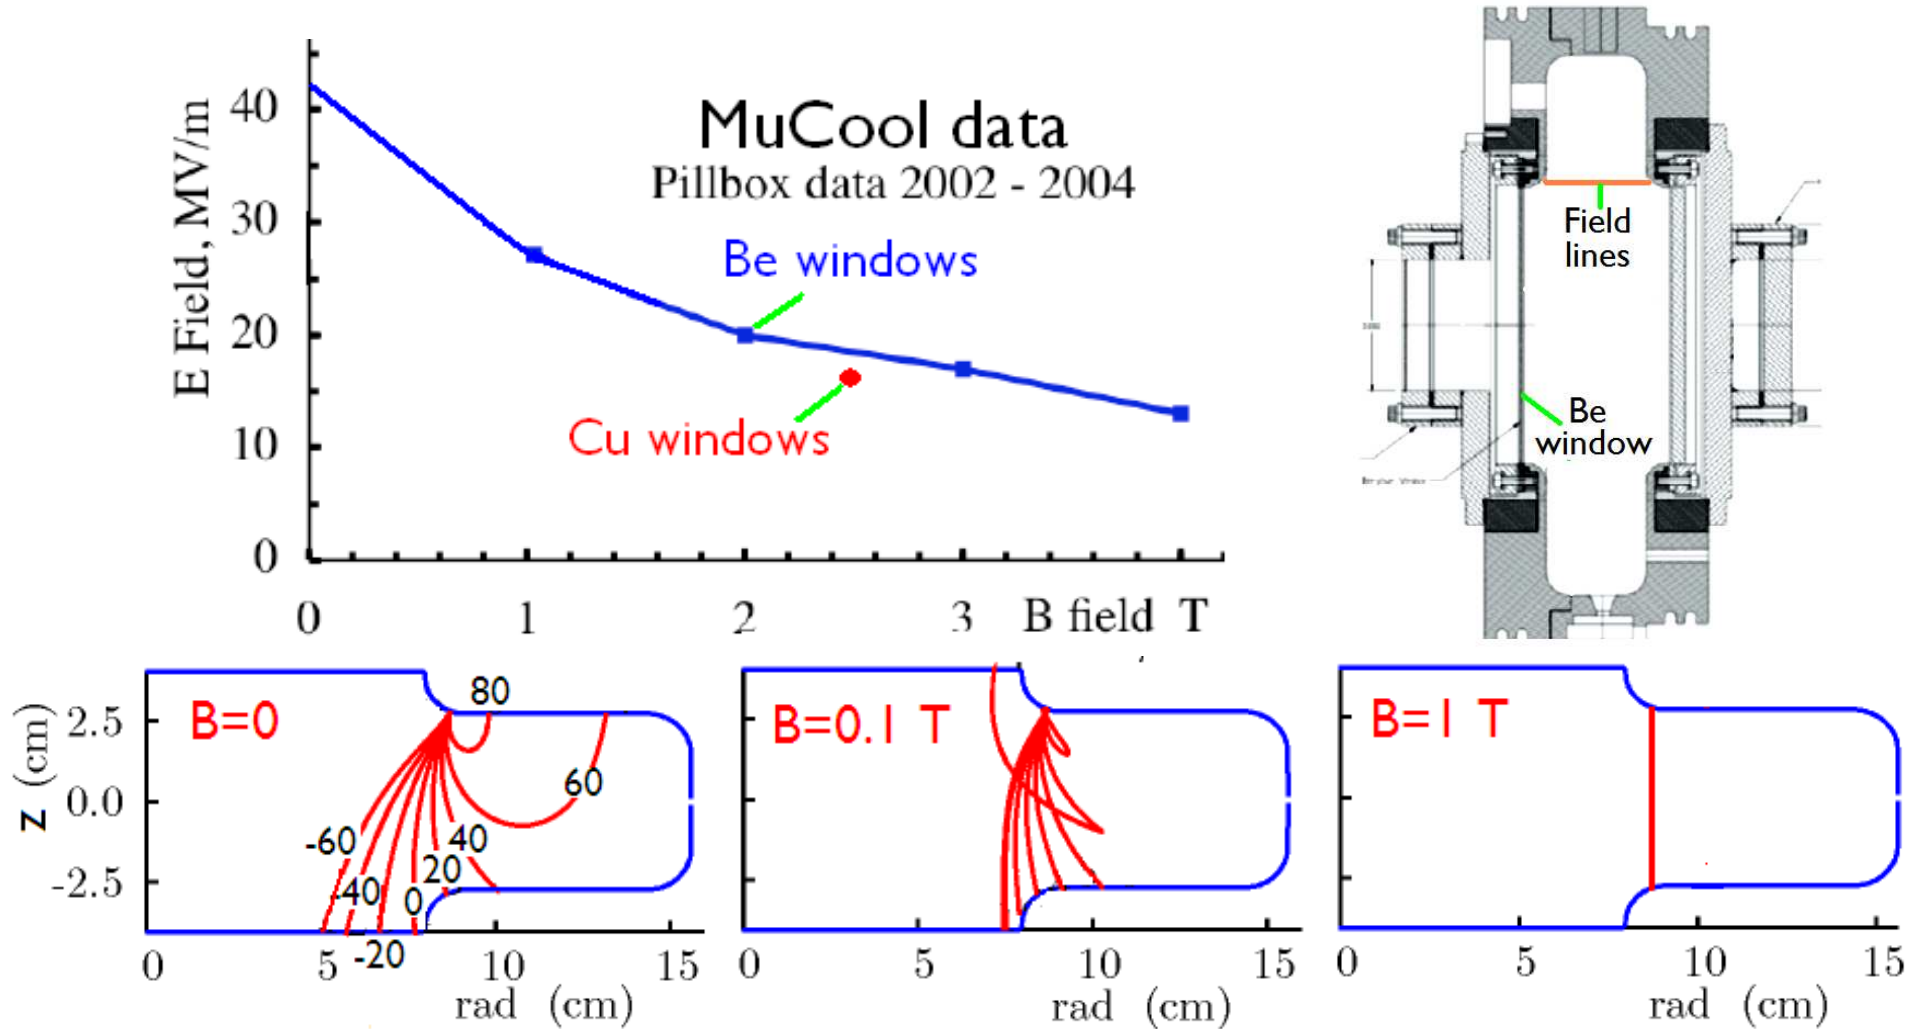 MuCool data
Pillbox data 2002 - 2004
E Field, MV/m
40
30
20
10
0
Be windows
Cu windows
0
1
2
3
B field T
Field
lines
Be
window
B=0
80
60
-60
40
20
-40
0
-20
z (cm)
2.5
0.0
-2.5
0
5
10
15
rad (cm)
B=0.1 T
0
5
10
15
rad (cm)
B=1 T
0
5
10
15
rad (cm)